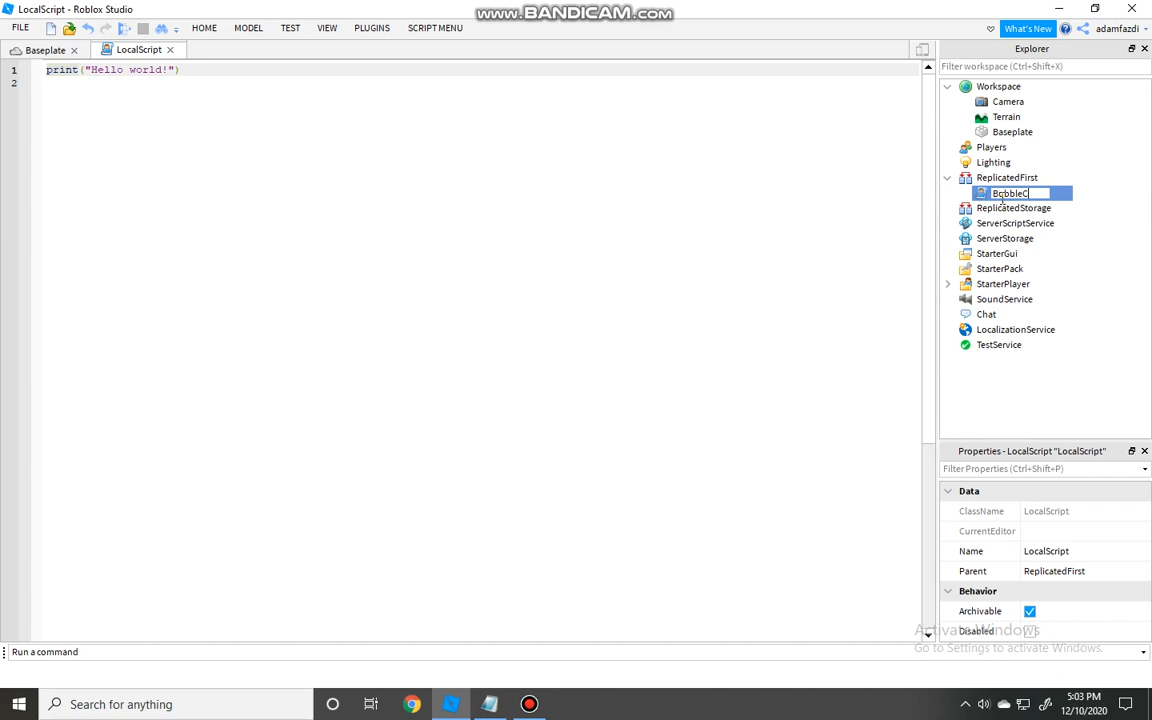 LocalScript - Roblox Studio
www.BANDICAM.com
FILE HOME MODEL TEST VIEW PLUGINS SCRIPT MENU What's New adamfazdi
Baseplate LocalScript
1 print("Hello world!")
2
Explorer
Filter workspace (Ctrl+Shift+X)
Workspace
Camera
Terrain
Baseplate
Players
Lighting
ReplicatedFirst
BubbleC
ReplicatedStorage
ServerScriptService
ServerStorage
StarterGui
StarterPack
StarterPlayer
SoundService
Chat
LocalizationService
TestService
Properties - LocalScript "LocalScript"
Filter Properties (Ctrl+Shift+P)
Data
ClassName LocalScript
CurrentEditor
Name LocalScript
Parent ReplicatedFirst
Behavior
Archivable
Disabled
Activate Windows
Go to Settings to activate Windows.
Run a command
Search for anything
5:03 PM
12/10/2020